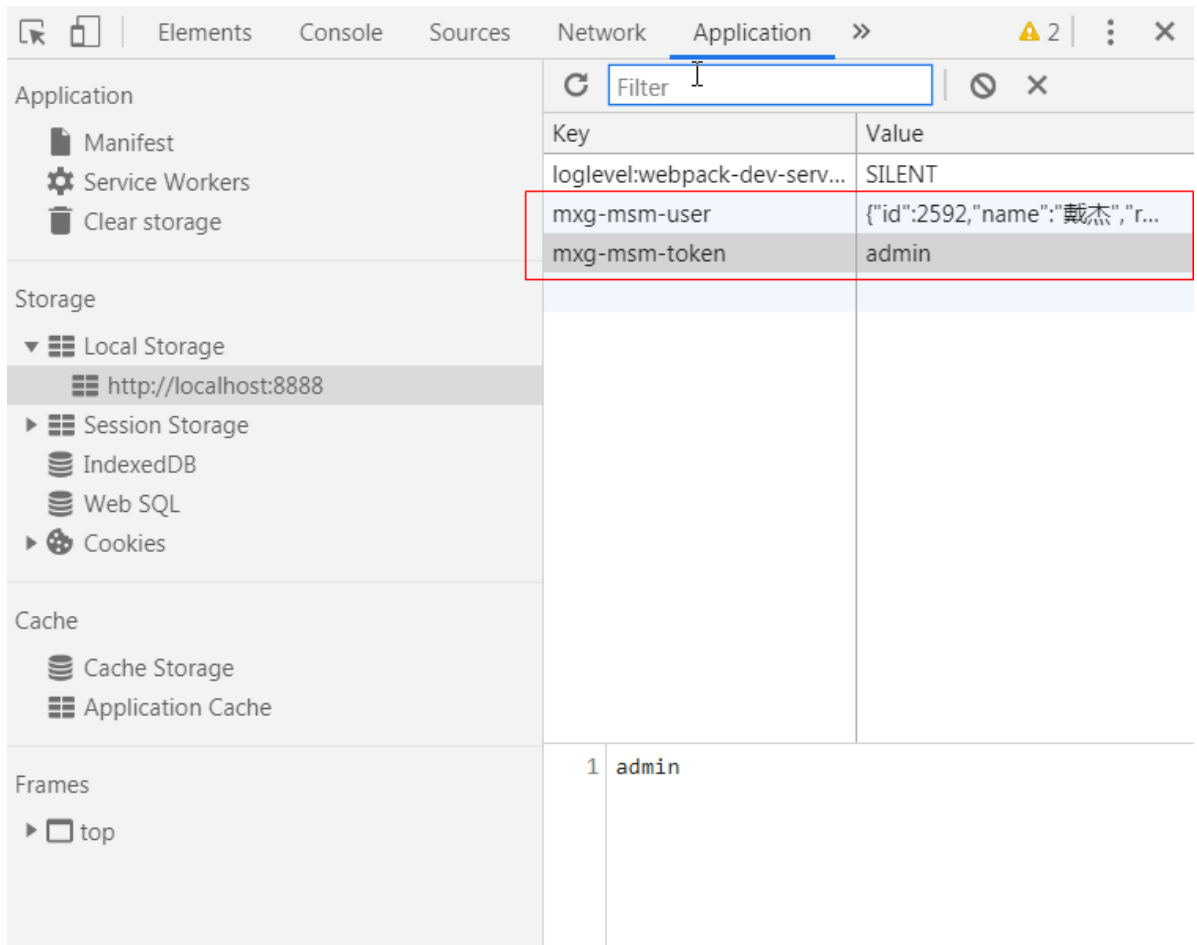 Elements Console Sources Network Application » 2
Application
Manifest
Service Workers
Clear storage
Storage
Local Storage
http://localhost:8888
Session Storage
IndexedDB
Web SQL
Cookies
Cache
Cache Storage
Application Cache
Frames
top
Filter
Key Value
loglevel:webpack-dev-serv... SILENT
mxg-msm-user {"id":2592,"name":"戴杰","r...
mxg-msm-token admin
1 admin